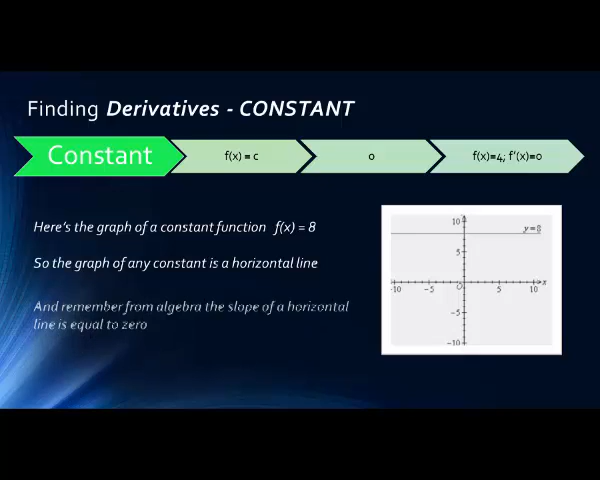 Finding Derivatives - CONSTANT
Constant
f(x) = c
0
f(x)=4; f'(x)=0
Here's the graph of a constant function f(x) = 8
So the graph of any constant is a horizontal line
And remember from algebra the slope of a horizontal
line is equal to zero
10
y=8
5
-10
-5
O
5
10
x
-5
-10